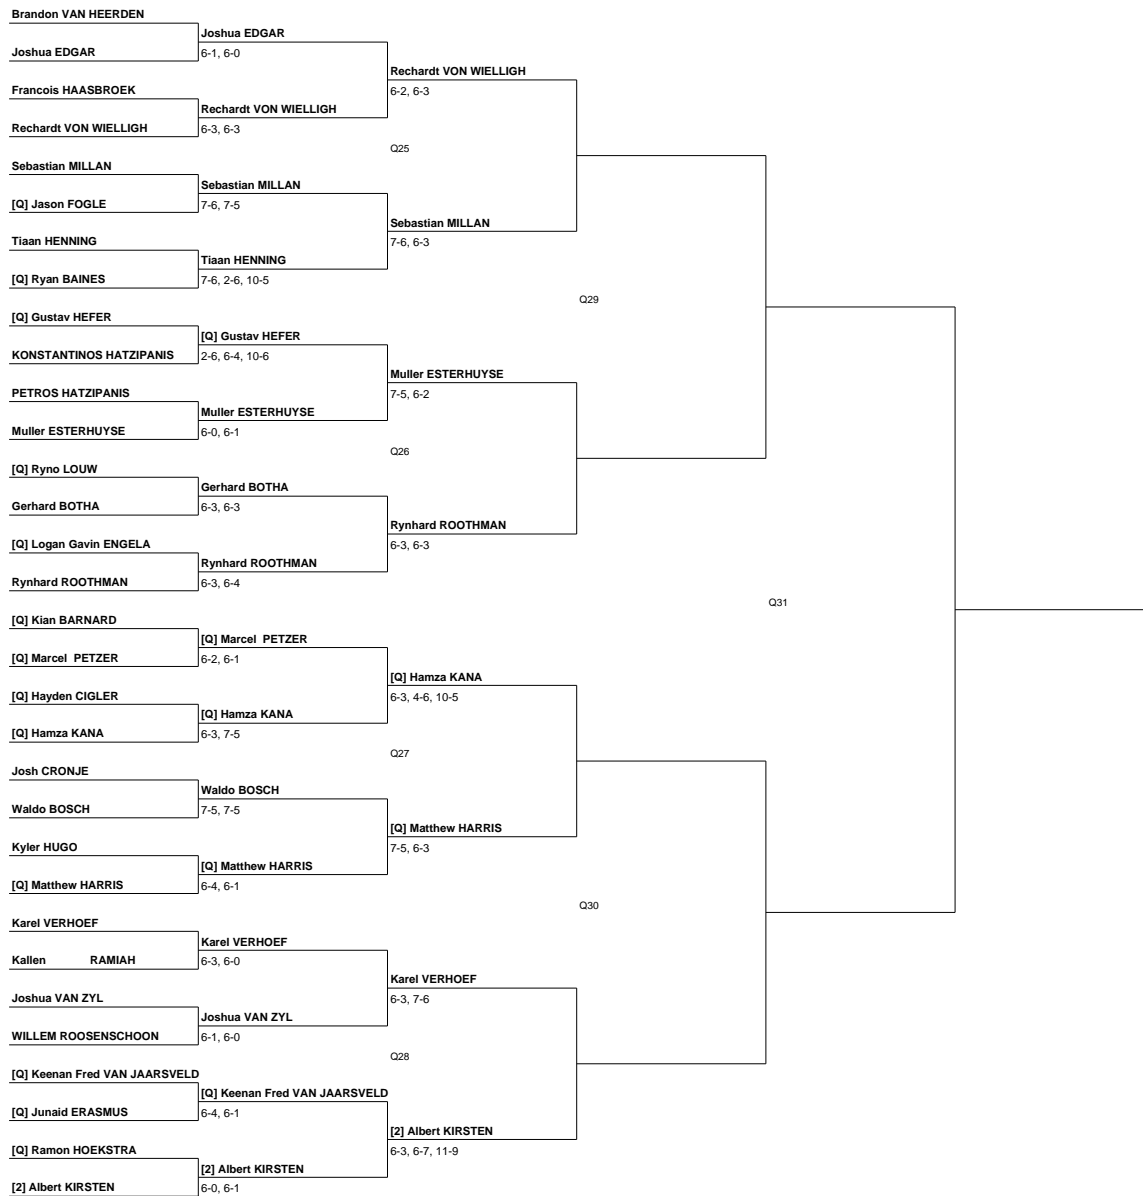 Brandon VAN HEERDEN
Joshua EDGAR
Joshua EDGAR
6-1, 6-0
Rechardt VON WIELLIGH
6-2, 6-3
Francois HAASBROEK
Rechardt VON WIELLIGH
Rechardt VON WIELLIGH
6-3, 6-3
Q25
Sebastian MILLAN
Sebastian MILLAN
[Q] Jason FOGLE
7-6, 7-5
Sebastian MILLAN
7-6, 6-3
Tiaan HENNING
Tiaan HENNING
[Q] Ryan BAINES
7-6, 2-6, 10-5
Q29
[Q] Gustav HEFER
[Q] Gustav HEFER
KONSTANTINOS HATZIPANIS
2-6, 6-4, 10-6
Muller ESTERHUYSE
7-5, 6-2
PETROS HATZIPANIS
Muller ESTERHUYSE
Muller ESTERHUYSE
6-0, 6-1
Q26
[Q] Ryno LOUW
Gerhard BOTHA
Gerhard BOTHA
6-3, 6-3
Rynhard ROOTHMAN
6-3, 6-3
[Q] Logan Gavin ENGELA
Rynhard ROOTHMAN
Rynhard ROOTHMAN
6-3, 6-4
Q31
[Q] Kian BARNARD
[Q] Marcel  PETZER
[Q] Marcel  PETZER
6-2, 6-1
[Q] Hamza KANA
6-3, 4-6, 10-5
[Q] Hayden CIGLER
[Q] Hamza KANA
[Q] Hamza KANA
6-3, 7-5
Q27
Josh CRONJE
Waldo BOSCH
Waldo BOSCH
7-5, 7-5
[Q] Matthew HARRIS
7-5, 6-3
Kyler HUGO
[Q] Matthew HARRIS
[Q] Matthew HARRIS
6-4, 6-1
Q30
Karel VERHOEF
Karel VERHOEF
Kallen RAMIAH
6-3, 6-0
Karel VERHOEF
6-3, 7-6
Joshua VAN ZYL
Joshua VAN ZYL
WILLEM ROOSENSCHOON
6-1, 6-0
Q28
[Q] Keenan Fred VAN JAARSVELD
[Q] Keenan Fred VAN JAARSVELD
[Q] Junaid ERASMUS
6-4, 6-1
[2] Albert KIRSTEN
6-3, 6-7, 11-9
[Q] Ramon HOEKSTRA
[2] Albert KIRSTEN
[2] Albert KIRSTEN
6-0, 6-1